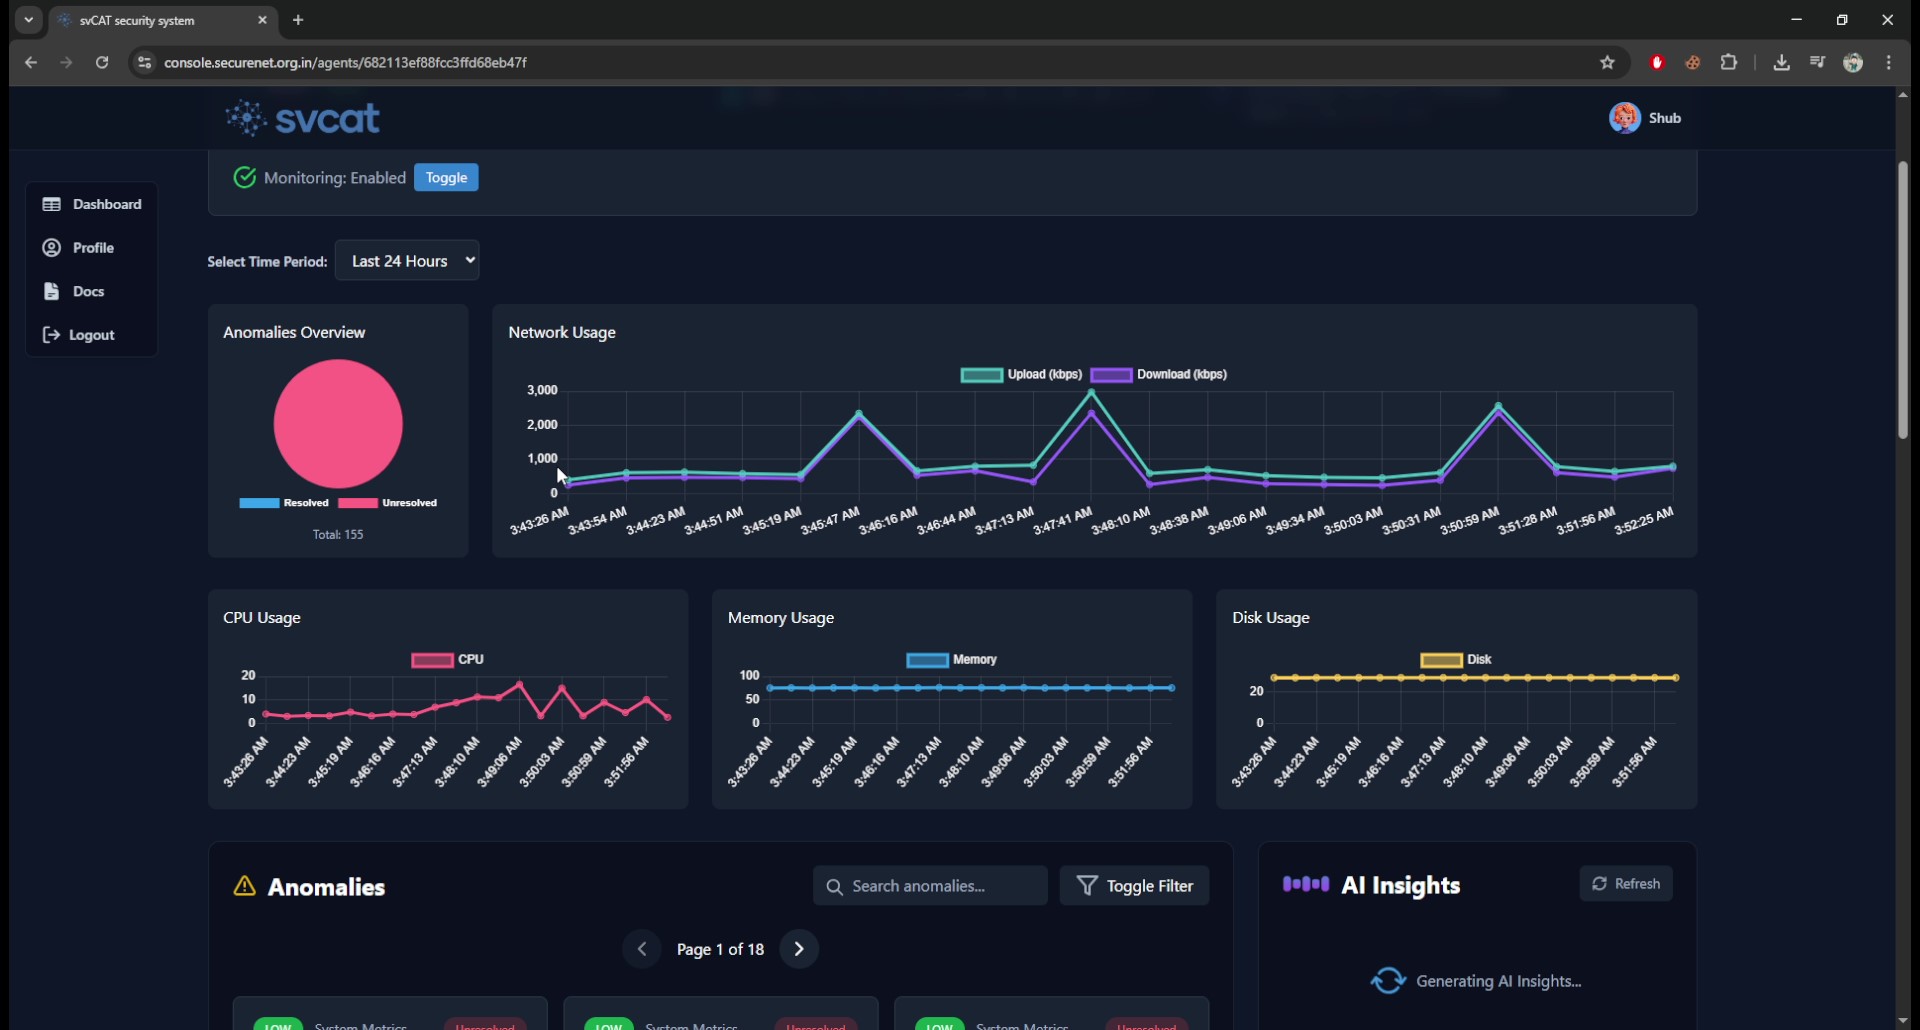 svCAT security system
console.securenet.org.in/agents/682113ef88fcc3ffd68eb47f
svcat
Shub
Monitoring: Enabled Toggle
Dashboard
Profile
Docs
Logout
Select Time Period: Last 24 Hours
Anomalies Overview
Resolved Unresolved
Total: 155
Network Usage
Upload (kbps) Download (kbps)
3,000
2,000
1,000
0
3:43:26 AM 3:43:54 AM 3:44:23 AM 3:44:51 AM 3:45:19 AM 3:45:47 AM 3:46:16 AM 3:46:44 AM 3:47:13 AM 3:47:41 AM 3:48:10 AM 3:48:38 AM 3:49:06 AM 3:49:34 AM 3:50:03 AM 3:50:31 AM 3:50:59 AM 3:51:28 AM 3:51:56 AM 3:52:25 AM
CPU Usage
CPU
20
10
0
3:43:26 AM 3:44:23 AM 3:45:19 AM 3:46:16 AM 3:47:13 AM 3:48:10 AM 3:49:06 AM 3:50:03 AM 3:50:59 AM 3:51:56 AM
Memory Usage
Memory
100
50
0
3:43:26 AM 3:44:23 AM 3:45:19 AM 3:46:16 AM 3:47:13 AM 3:48:10 AM 3:49:06 AM 3:50:03 AM 3:50:59 AM 3:51:56 AM
Disk Usage
Disk
20
0
3:43:26 AM 3:44:23 AM 3:45:19 AM 3:46:16 AM 3:47:13 AM 3:48:10 AM 3:49:06 AM 3:50:03 AM 3:50:59 AM 3:51:56 AM
Anomalies
Search anomalies... Toggle Filter
Page 1 of 18
LOW System Metrics Unresolved
LOW System Metrics Unresolved
LOW System Metrics Unresolved
AI Insights
Refresh
Generating AI Insights...